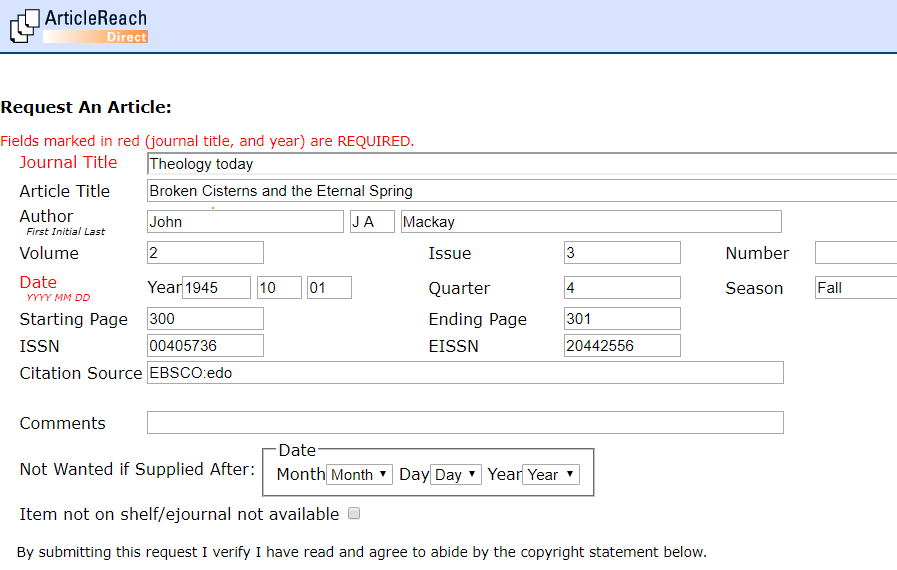 ArticleReach
Direct
Request An Article:
Fields marked in red (journal title, and year) are REQUIRED.
Journal Title Theology today
Article Title Broken Cisterns and the Eternal Spring
Author John J A Mackay
First Initial Last
Volume 2 Issue 3 Number
Date Year 1945 10 01 Quarter 4 Season Fall
YYYY MM DD
Starting Page 300 Ending Page 301
ISSN 00405736 EISSN 20442556
Citation Source EBSCO:edo
Comments
Date
Not Wanted if Supplied After: Month Month Day Day Year Year
Item not on shelf/ejournal not available
By submitting this request I verify I have read and agree to abide by the copyright statement below.